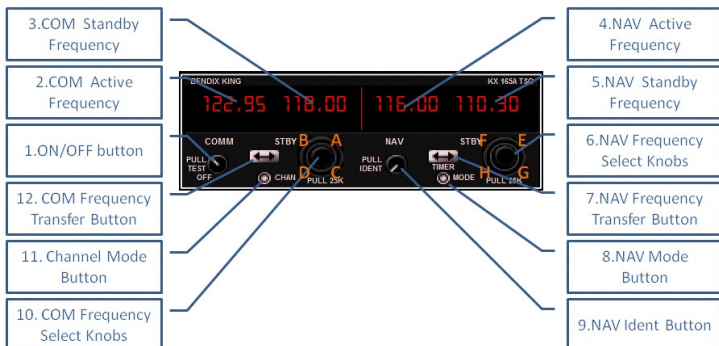 3.COM Standby
Frequency
4.NAV Active
Frequency
2.COM Active
Frequency
5.NAV Standby
Frequency
BENDIX KING
KX 165A TSO
122.95 118.00 116.00 110.30
1.ON/OFF button
6.NAV Frequency
Select Knobs
COMM
STBY
B A
NAV
STBY
F E
PULL
TEST
OFF
PULL
IDENT
CHAN
D C
PULL 25K
TIMER
MODE
H G
PULL 25K
12. COM Frequency
Transfer Button
7.NAV Frequency
Transfer Button
11. Channel Mode
Button
8.NAV Mode
Button
10. COM Frequency
Select Knobs
9.NAV Ident Button